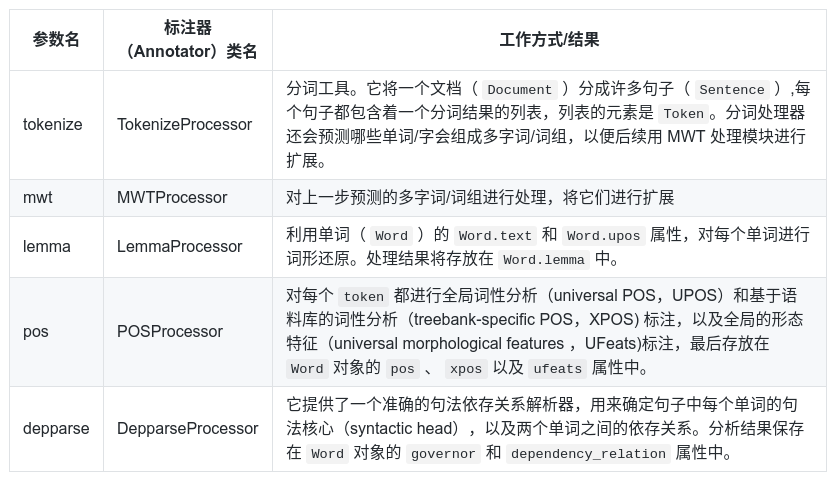 参数名
标注器
（Annotator）类名
工作方式/结果
tokenize
TokenizeProcessor
分词工具。它将一个文档（ Document ）分成许多句子（ Sentence ）,每
个句子都包含着一个分词结果的列表，列表的元素是 Token 。分词处理器
还会预测哪些单词/字会组成多字词/词组，以便后续用 MWT 处理模块进行
扩展。
mwt
MWTProcessor
对上一步预测的多字词/词组进行处理，将它们进行扩展
lemma
LemmaProcessor
利用单词（ Word ）的 Word.text 和 Word.upos 属性，对每个单词进行
词形还原。处理结果将存放在 Word.lemma 中。
pos
POSProcessor
对每个 token 都进行全局词性分析（universal POS，UPOS）和基于语
料库的词性分析（treebank-specific POS，XPOS) 标注，以及全局的形态
特征（universal morphological features ，UFeats)标注，最后存放在
Word 对象的 pos 、 xpos 以及 ufeats 属性中。
depparse
DepparseProcessor
它提供了一个准确的句法依存关系解析器，用来确定句子中每个单词的句
法核心（syntactic head），以及两个单词之间的依存关系。分析结果保存
在 Word 对象的 governor 和 dependency_relation 属性中。